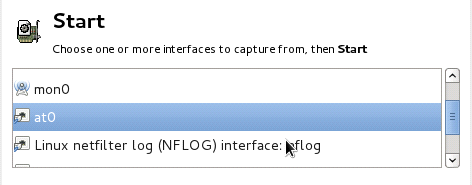 Start
Choose one or more interfaces to capture from, then Start
mon0
at0
Linux netfilter log (NFLOG) interface: nflog